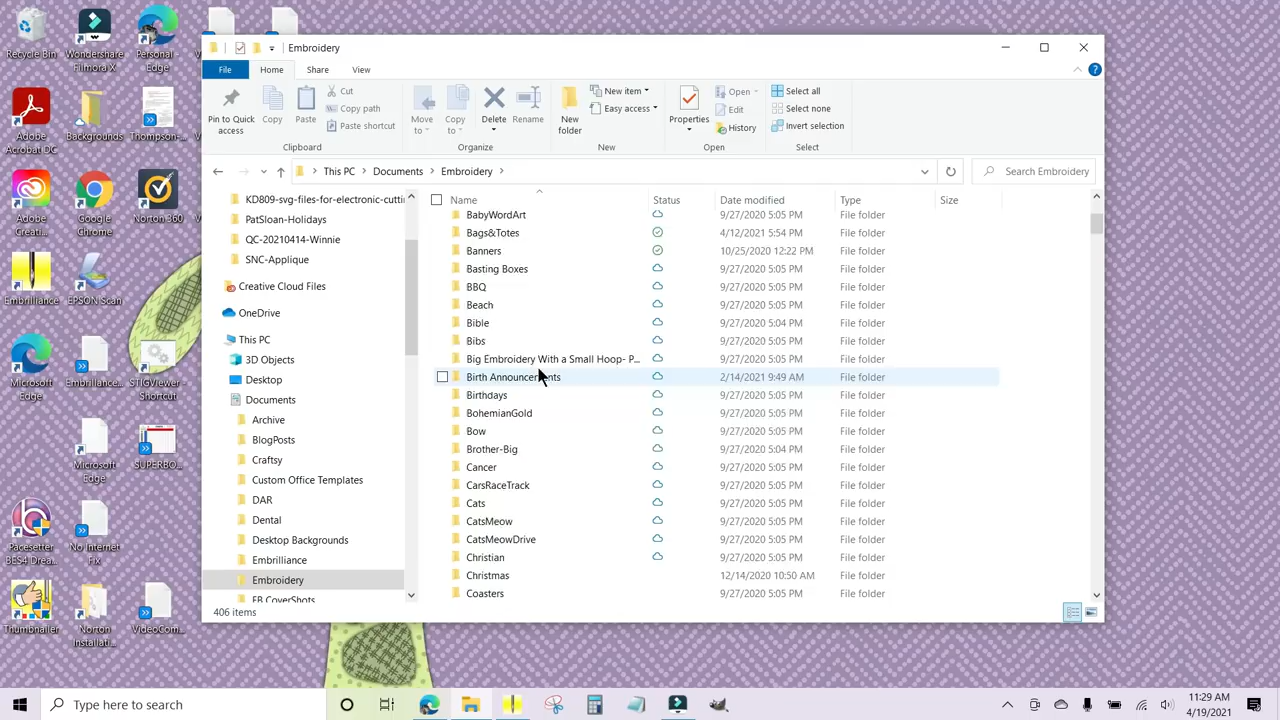 Recycle Bin
Wondershare
Filmora X
Personal -
Edge
Adobe
Acrobat DC
Backgrounds
Thompson-...
Adobe
Creati...
Google
Chrome
Norton 360
Embrilliance
EPSON Scan
Microsoft
Edge
Embrilliance...
STIGViewer -
Shortcut
Microsoft
Edge
SUPERBO...
Pacesetter
BES4 Drea...
No Internet
Fix
Thumbnailer
Norton
Installati...
VideoCom...
Embroidery
File
Home
Share
View
Pin to Quick
access
Copy
Paste
Cut
Copy path
Paste shortcut
Clipboard
Move
to
Copy
to
Delete
Rename
Organize
New
folder
New item
Easy access
New
Properties
Open
Edit
History
Open
Select all
Select none
Invert selection
Select
This PC > Documents > Embroidery >
Search Embroidery
KD809-svg-files-for-electronic-cutti
PatSloan-Holidays
QC-20210414-Winnie
SNC-Applique
Creative Cloud Files
OneDrive
This PC
3D Objects
Desktop
Documents
Archive
BlogPosts
Craftsy
Custom Office Templates
DAR
Dental
Desktop Backgrounds
Embrilliance
Embroidery
FB CoverShots
Name Status Date modified Type Size
BabyWordArt 9/27/2020 5:05 PM File folder
Bags&Totes 4/12/2021 5:54 PM File folder
Banners 10/25/2020 12:22 PM File folder
Basting Boxes 9/27/2020 5:05 PM File folder
BBQ 9/27/2020 5:05 PM File folder
Beach 9/27/2020 5:05 PM File folder
Bible 9/27/2020 5:04 PM File folder
Bibs 9/27/2020 5:05 PM File folder
Big Embroidery With a Small Hoop- P... 9/27/2020 5:05 PM File folder
Birth Announcements 2/14/2021 9:49 AM File folder
Birthdays 9/27/2020 5:05 PM File folder
BohemianGold 9/27/2020 5:05 PM File folder
Bow 9/27/2020 5:05 PM File folder
Brother-Big 9/27/2020 5:04 PM File folder
Cancer 9/27/2020 5:05 PM File folder
CarsRaceTrack 9/27/2020 5:05 PM File folder
Cats 9/27/2020 5:05 PM File folder
CatsMeow 9/27/2020 5:05 PM File folder
CatsMeowDrive 9/27/2020 5:05 PM File folder
Christian 9/27/2020 5:05 PM File folder
Christmas 12/14/2020 10:50 AM File folder
Coasters 9/27/2020 5:05 PM File folder
406 items
Type here to search
11:29 AM
4/19/2021